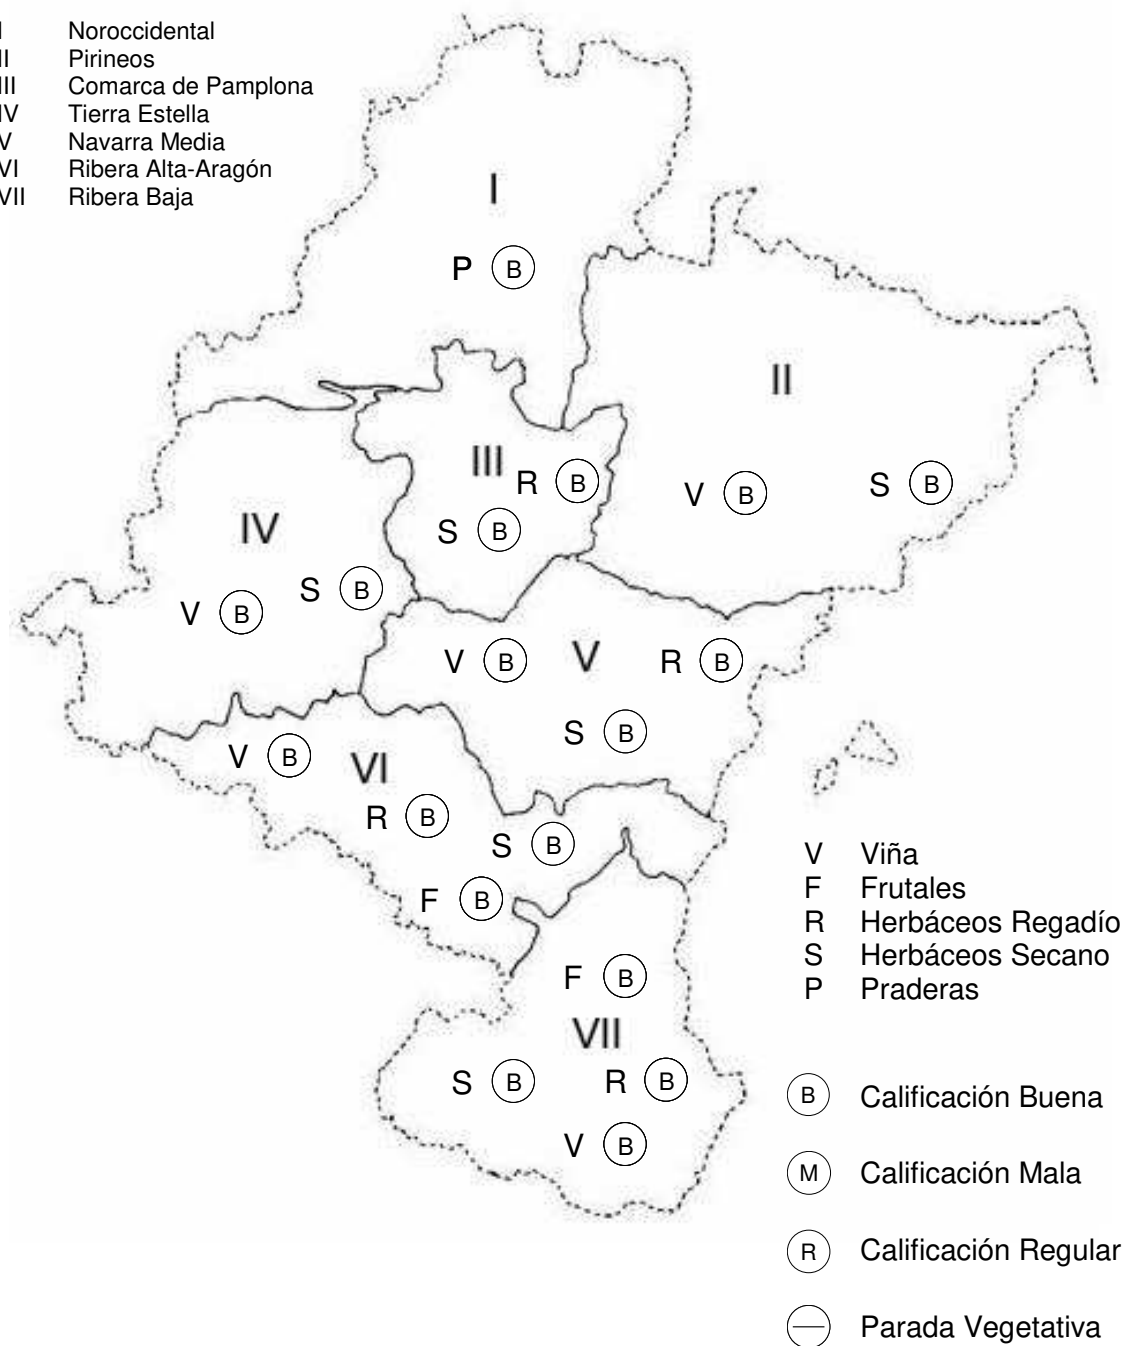 I Noroccidental
II Pirineos
III Comarca de Pamplona
IV Tierra Estella
V Navarra Media
VI Ribera Alta-Aragón
VII Ribera Baja
I
P B
II
III
R B
V B
S B
S B
IV
S B
V B
V B
V
R B
S B
V B
VI
R B
S B
F B
F B
VII
S B
R B
V B
V Viña
F Frutales
R Herbáceos Regadío
S Herbáceos Secano
P Praderas
B Calificación Buena
M Calificación Mala
R Calificación Regular
— Parada Vegetativa